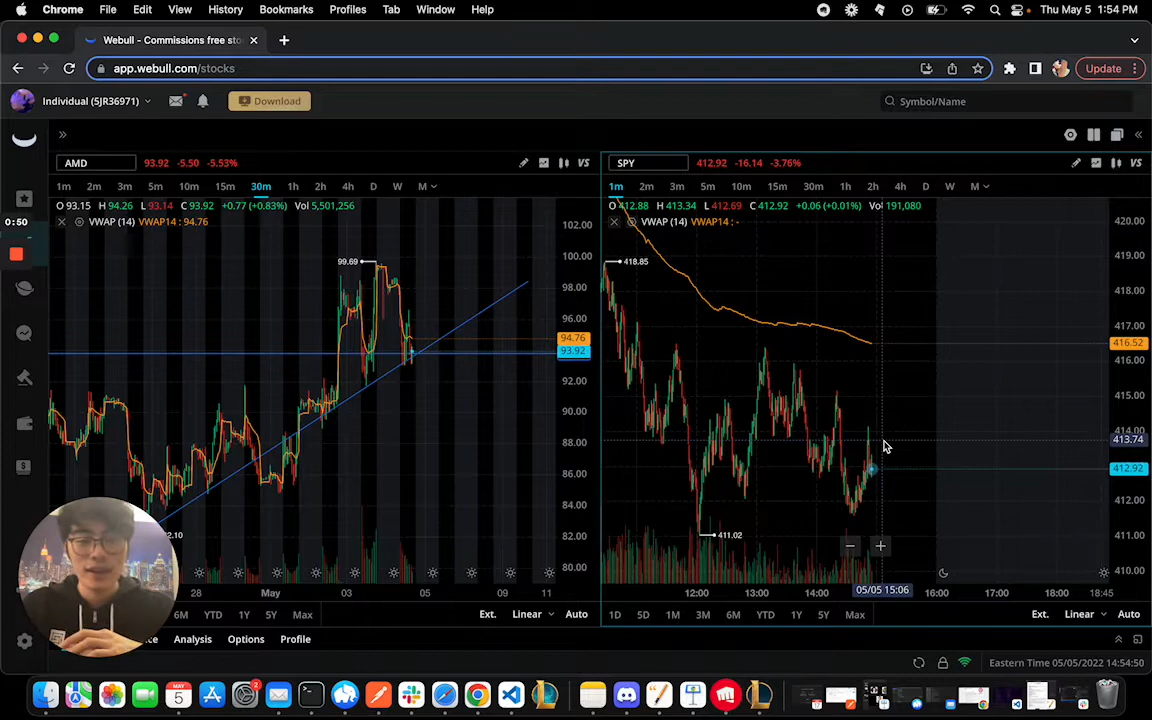 Chrome File Edit View History Bookmarks Profiles Tab Window Help Thu May 5 1:54 PM
Webull - Commissions free sto
app.webull.com/stocks Update
Individual (5JR36971) Download Symbol/Name
AMD 93.92 -5.50 -5.53% VS
1m 2m 3m 5m 10m 15m 30m 1h 2h 4h D W M
O 93.15 H 94.26 L 93.14 C 93.92 +0.77 (+0.83%) Vol 5,501,256
VWAP (14) VWAP14 : 94.76
102.00
100.00
99.69
98.00
96.00
94.76
93.92
92.00
90.00
88.00
86.00
84.00
2.10
82.00
80.00
28 May 03 05 09 11
6M YTD 1Y 5Y Max Ext. Linear Auto
SPY 412.92 -16.14 -3.76% VS
1m 2m 3m 5m 10m 15m 30m 1h 2h 4h D W M
O 412.88 H 413.34 L 412.69 C 412.92 +0.06 (+0.01%) Vol 191,080
VWAP (14) VWAP14 : -
420.00
419.00
418.85
418.00
417.00
416.52
416.00
415.00
414.00
413.74
412.92
412.00
411.02
411.00
410.00
12:00 13:00 14:00 05/05 15:06 16:00 17:00 18:00 18:45
1D 5D 1M 3M 6M YTD 1Y 5Y Max Ext. Linear Auto
0:50
ce Analysis Options Profile
Eastern Time 05/05/2022 14:54:50
MAY
5
2